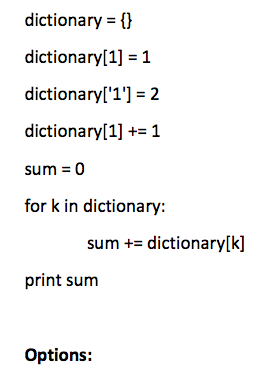 dictionary = {}
dictionary[1] = 1
dictionary['1'] = 2
dictionary[1] += 1
sum = 0
for k in dictionary:
sum += dictionary[k]
print sum
Options: